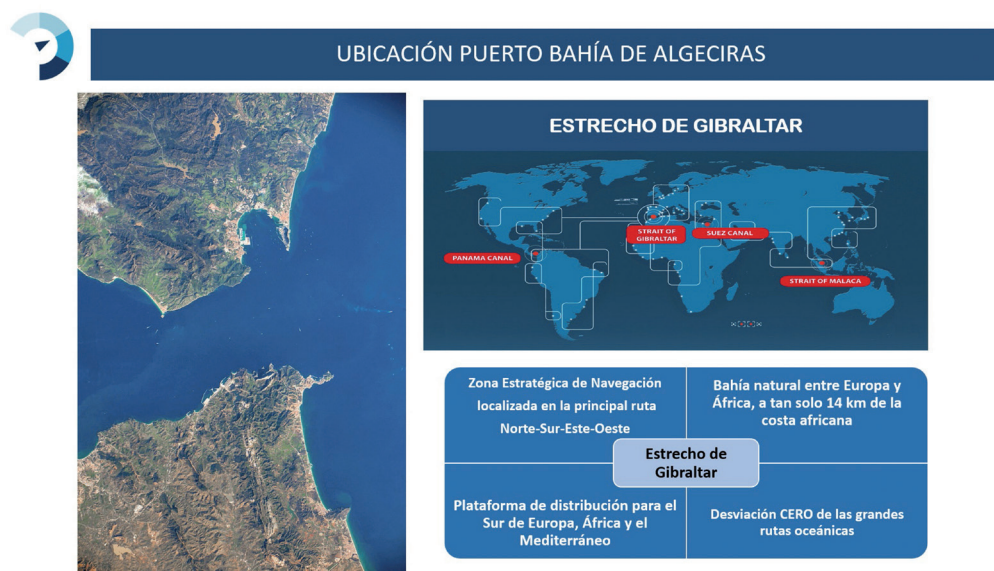 UBICACIÓN PUERTO BAHÍA DE ALGECIRAS
ESTRECHO DE GIBRALTAR
STRAIT OF
GIBRALTAR
SUEZ CANAL
PANAMA CANAL
STRAIT OF MALACA
Zona Estratégica de Navegación
localizada en la principal ruta
Norte-Sur-Este-Oeste
Bahía natural entre Europa y
África, a tan solo 14 km de la
costa africana
Estrecho de
Gibraltar
Plataforma de distribución para el
Sur de Europa, África y el
Mediterráneo
Desviación CERO de las grandes
rutas oceánicas